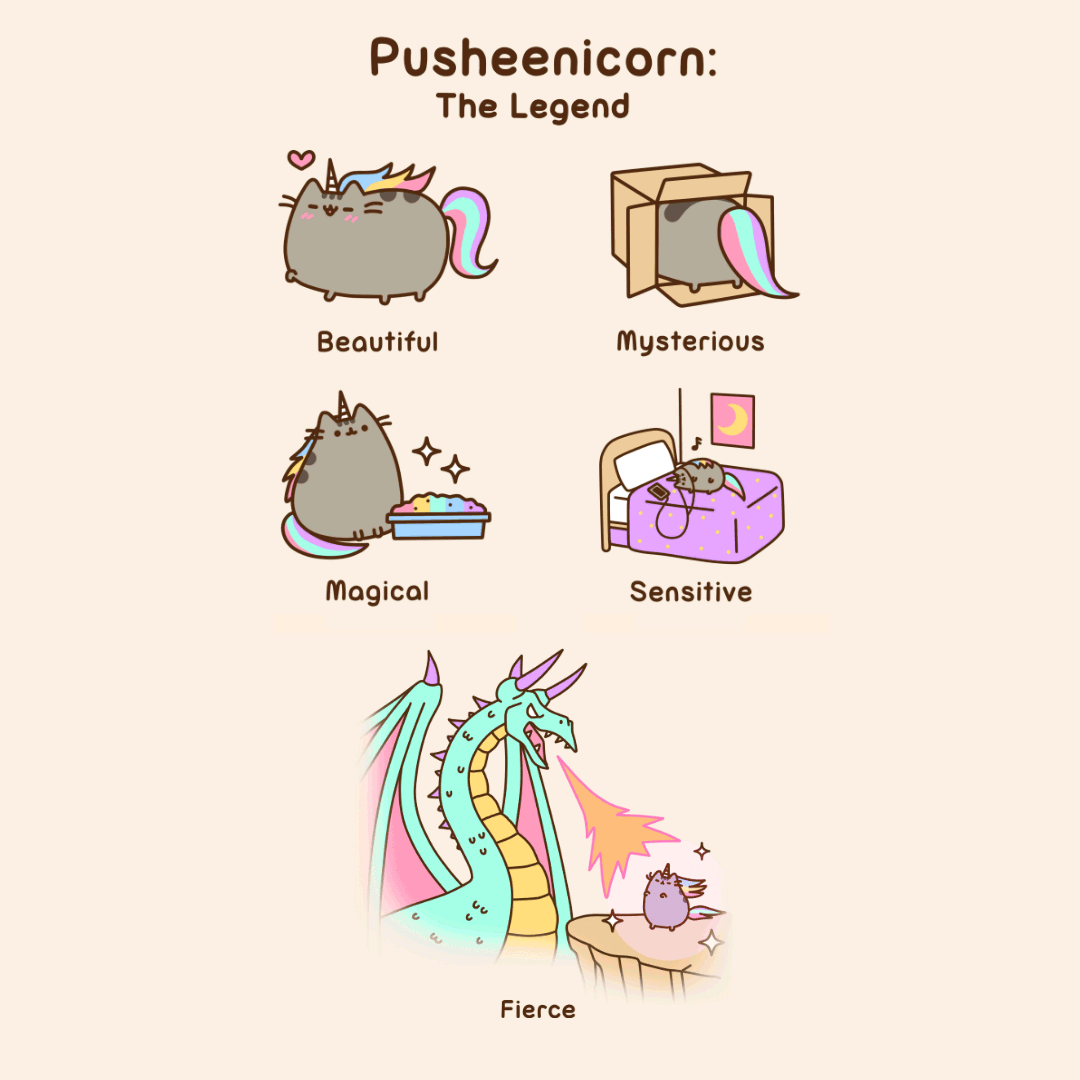 Pusheenicorn:
The Legend
Beautiful
Mysterious
Magical
Sensitive
Fierce